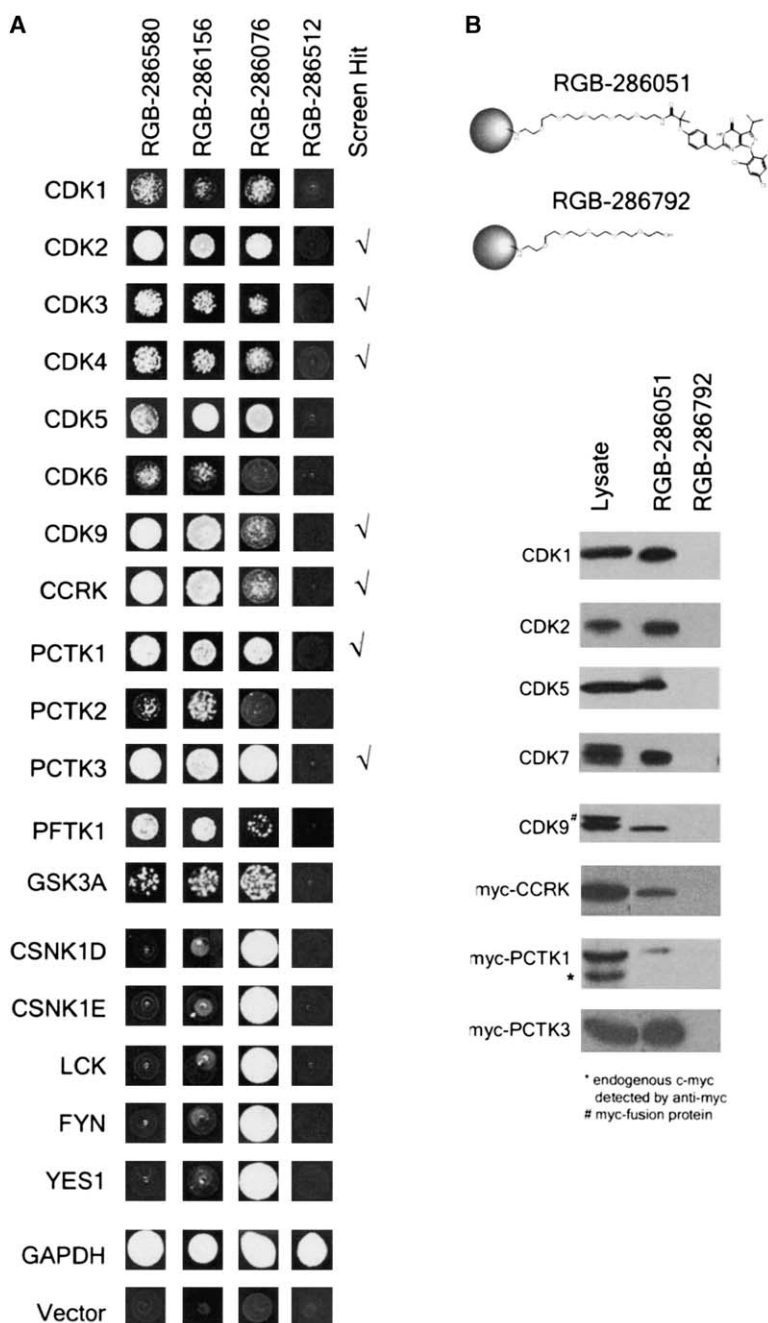 A
RGB-286580
RGB-286156
RGB-286076
RGB-286512
Screen Hit
CDK1
CDK2 √
CDK3 √
CDK4 √
CDK5
CDK6
CDK9 √
CCRK √
PCTK1 √
PCTK2
PCTK3 √
PFTK1
GSK3A
CSNK1D
CSNK1E
LCK
FYN
YES1
GAPDH
Vector
B
RGB-286051
RGB-286792
Lysate
RGB-286051
RGB-286792
CDK1
CDK2
CDK5
CDK7
CDK9#
myc-CCRK
myc-PCTK1
*
myc-PCTK3
* endogenous c-myc
detected by anti-myc
# myc-fusion protein